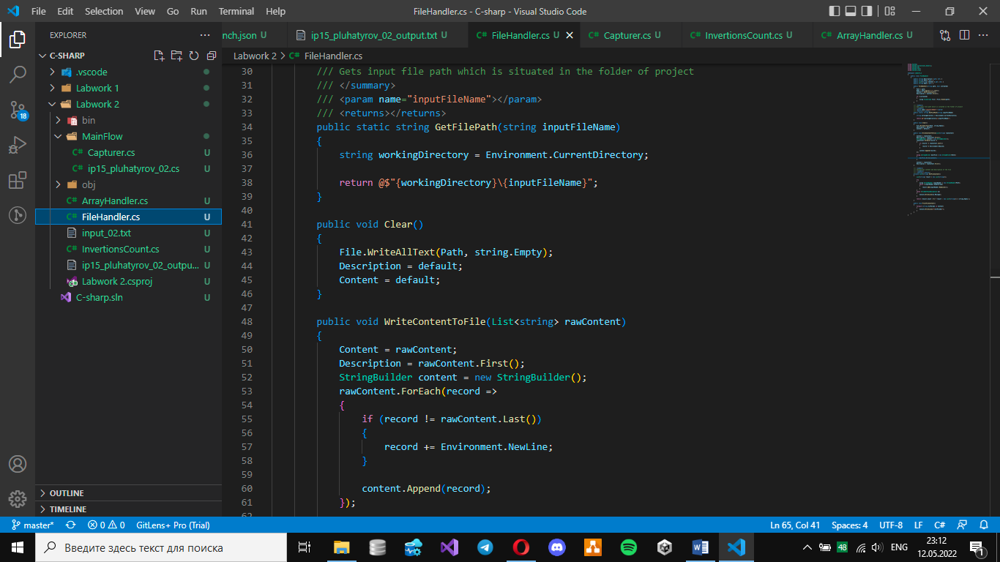 File Edit Selection View Go Run Terminal Help FileHandler.cs - C-sharp - Visual Studio Code
EXPLORER
nch.json U ip15_pluhatyrov_02_output.txt U C# FileHandler.cs U C# Capturer.cs U C# InvertionsCount.cs U C# ArrayHandler.cs U
Labwork 2 > C# FileHandler.cs
C-SHARP
.vscode
Labwork 1
Labwork 2
bin
MainFlow
C# Capturer.cs U
C# ip15_pluhatyrov_02.cs U
obj
C# ArrayHandler.cs U
C# FileHandler.cs U
input_02.txt U
C# InvertionsCount.cs U
ip15_pluhatyrov_02_outpu... U
Labwork 2.csproj U
C-sharp.sln U
18
OUTLINE
TIMELINE
30 /// Gets input file path which is situated in the folder of project
31 /// </summary>
32 /// <param name="inputFileName"></param>
33 /// <returns></returns>
34 public static string GetFilePath(string inputFileName)
35 {
36 string workingDirectory = Environment.CurrentDirectory;
37
38 return @$"{workingDirectory}\{inputFileName}";
39 }
40
41 public void Clear()
42 {
43 File.WriteAllText(Path, string.Empty);
44 Description = default;
45 Content = default;
46 }
47
48 public void WriteContentToFile(List<string> rawContent)
49 {
50 Content = rawContent;
51 Description = rawContent.First();
52 StringBuilder content = new StringBuilder();
53 rawContent.ForEach(record =>
54 {
55 if (record != rawContent.Last())
56 {
57 record += Environment.NewLine;
58 }
59
60 content.Append(record);
61 });
62
master* 0 0 GitLens+ Pro (Trial) Ln 65, Col 41 Spaces: 4 UTF-8 LF C#
Введите здесь текст для поиска
48 ENG
23:12
12.05.2022
1